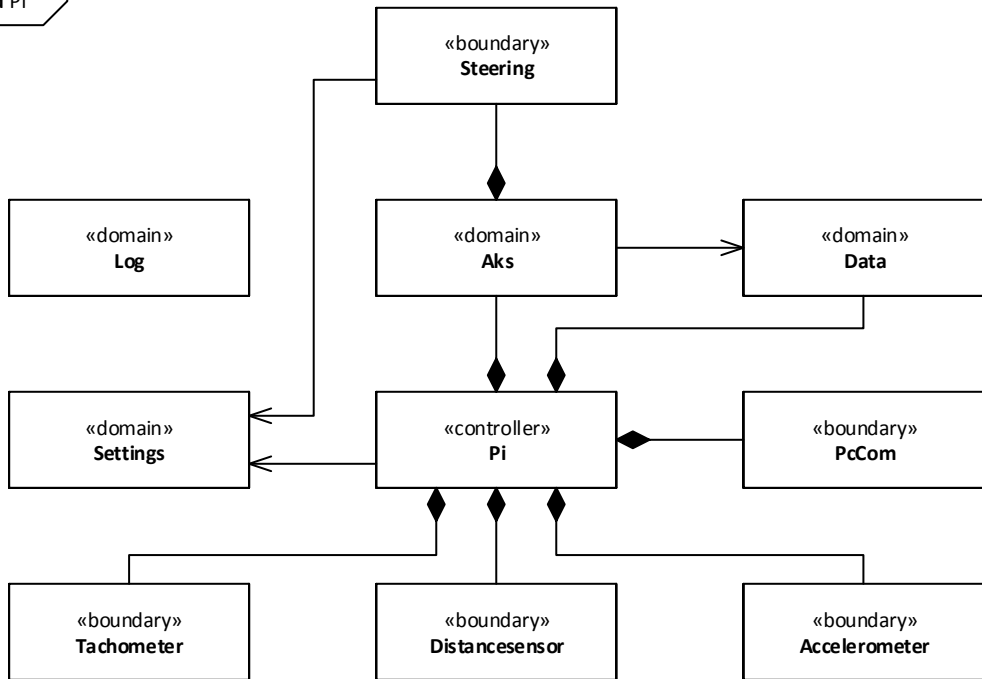 Pi
«boundary»
Steering
«domain»
Log
«domain»
Aks
«domain»
Data
«domain»
Settings
«controller»
Pi
«boundary»
PcCom
«boundary»
Tachometer
«boundary»
Distancesensor
«boundary»
Accelerometer